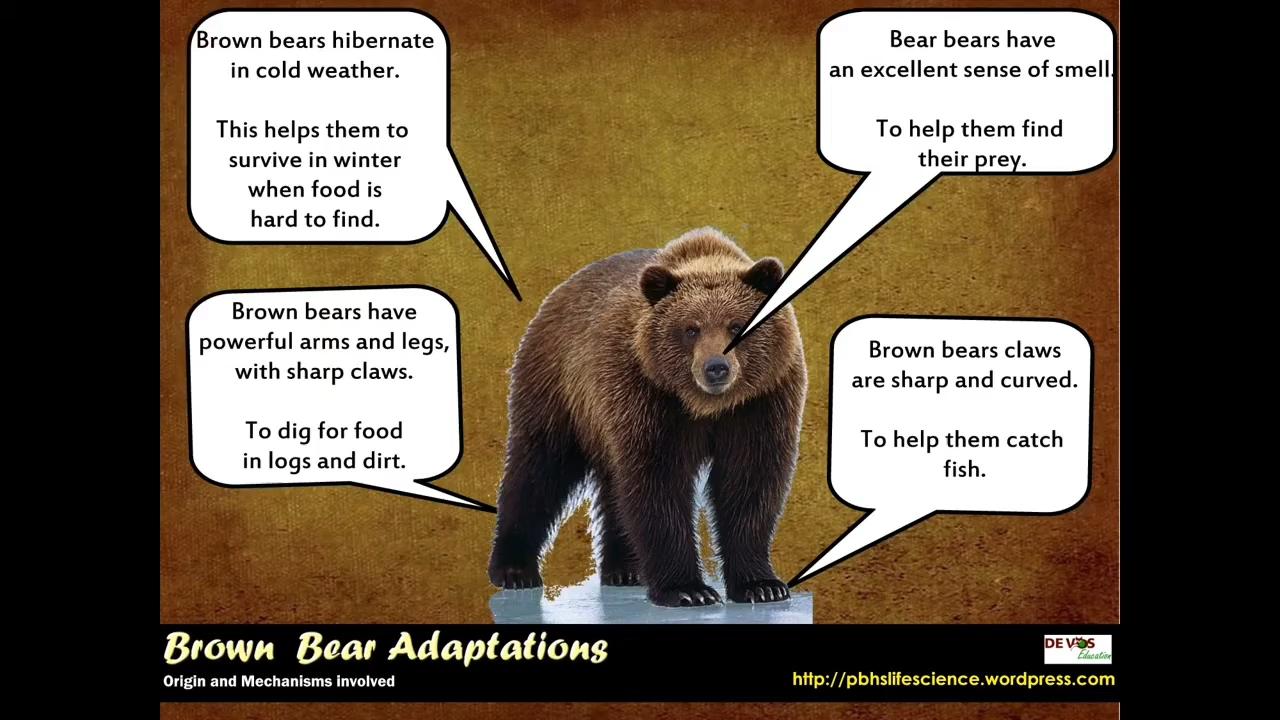 Brown bears hibernate
in cold weather.
This helps them to
survive in winter
when food is
hard to find.
Bear bears have
an excellent sense of smell.
To help them find
their prey.
Brown bears have
powerful arms and legs,
with sharp claws.
To dig for food
in logs and dirt.
Brown bears claws
are sharp and curved.
To help them catch
fish.
Brown Bear Adaptations
Origin and Mechanisms involved
DE VOS
Education
http://pbhslifescience.wordpress.com